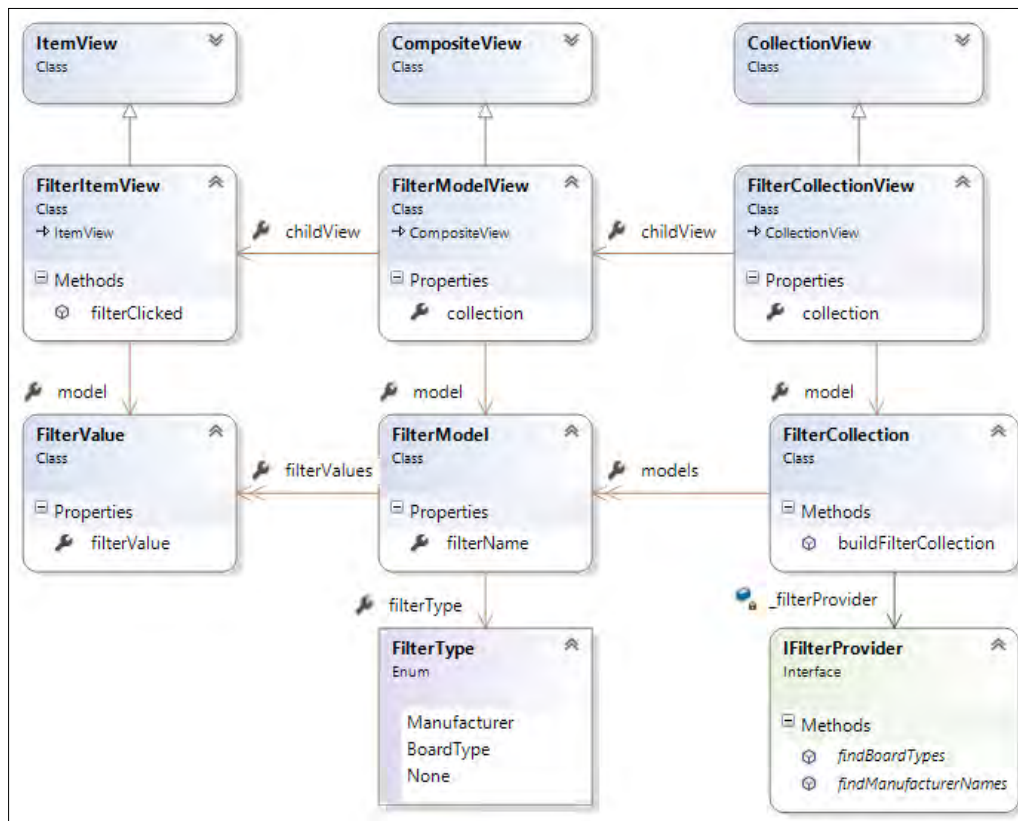 ItemView
Class
CompositeView
Class
CollectionView
Class
FilterItemView
Class
ItemView
Methods
filterClicked
childView
FilterModelView
Class
CompositeView
Properties
collection
childView
FilterCollectionView
Class
CollectionView
Properties
collection
model
model
model
FilterValue
Class
Properties
filterValue
filterValues
FilterModel
Class
Properties
filterName
models
FilterCollection
Class
Methods
buildFilterCollection
filterType
_filterProvider
FilterType
Enum
Manufacturer
BoardType
None
IFilterProvider
Interface
Methods
findBoardTypes
findManufacturerNames